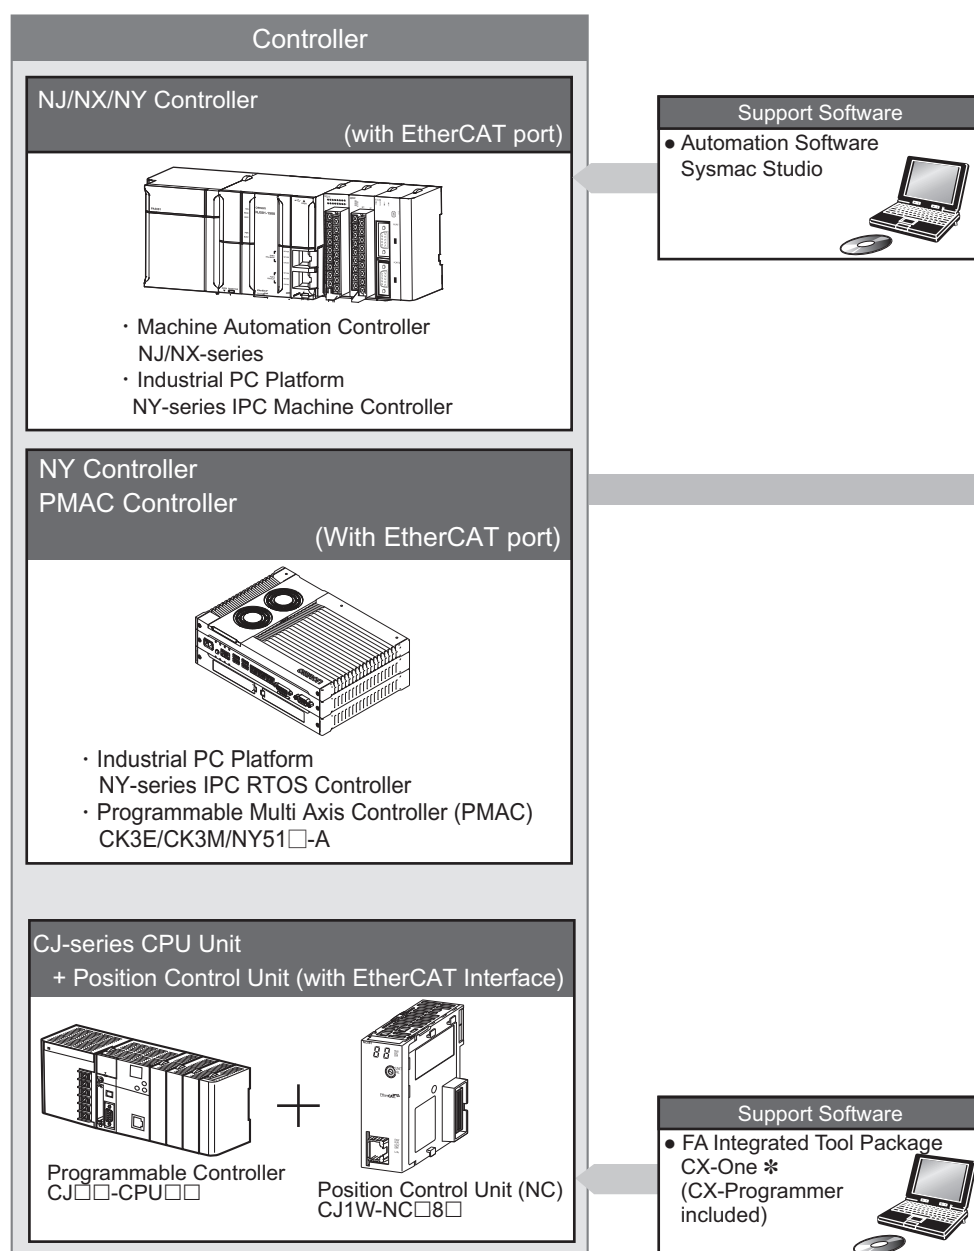 Controller
NJ/NX/NY Controller
(with EtherCAT port)
・ Machine Automation Controller
NJ/NX-series
・ Industrial PC Platform
NY-series IPC Machine Controller
Support Software
● Automation Software
Sysmac Studio
NY Controller
PMAC Controller
(With EtherCAT port)
・ Industrial PC Platform
NY-series IPC RTOS Controller
・ Programmable Multi Axis Controller (PMAC)
CK3E/CK3M/NY51□-A
CJ-series CPU Unit
+ Position Control Unit (with EtherCAT Interface)
Programmable Controller
CJ□□-CPU□□
+
Position Control Unit (NC)
CJ1W-NC□8□
Support Software
● FA Integrated Tool Package
CX-One ✻
(CX-Programmer
included)